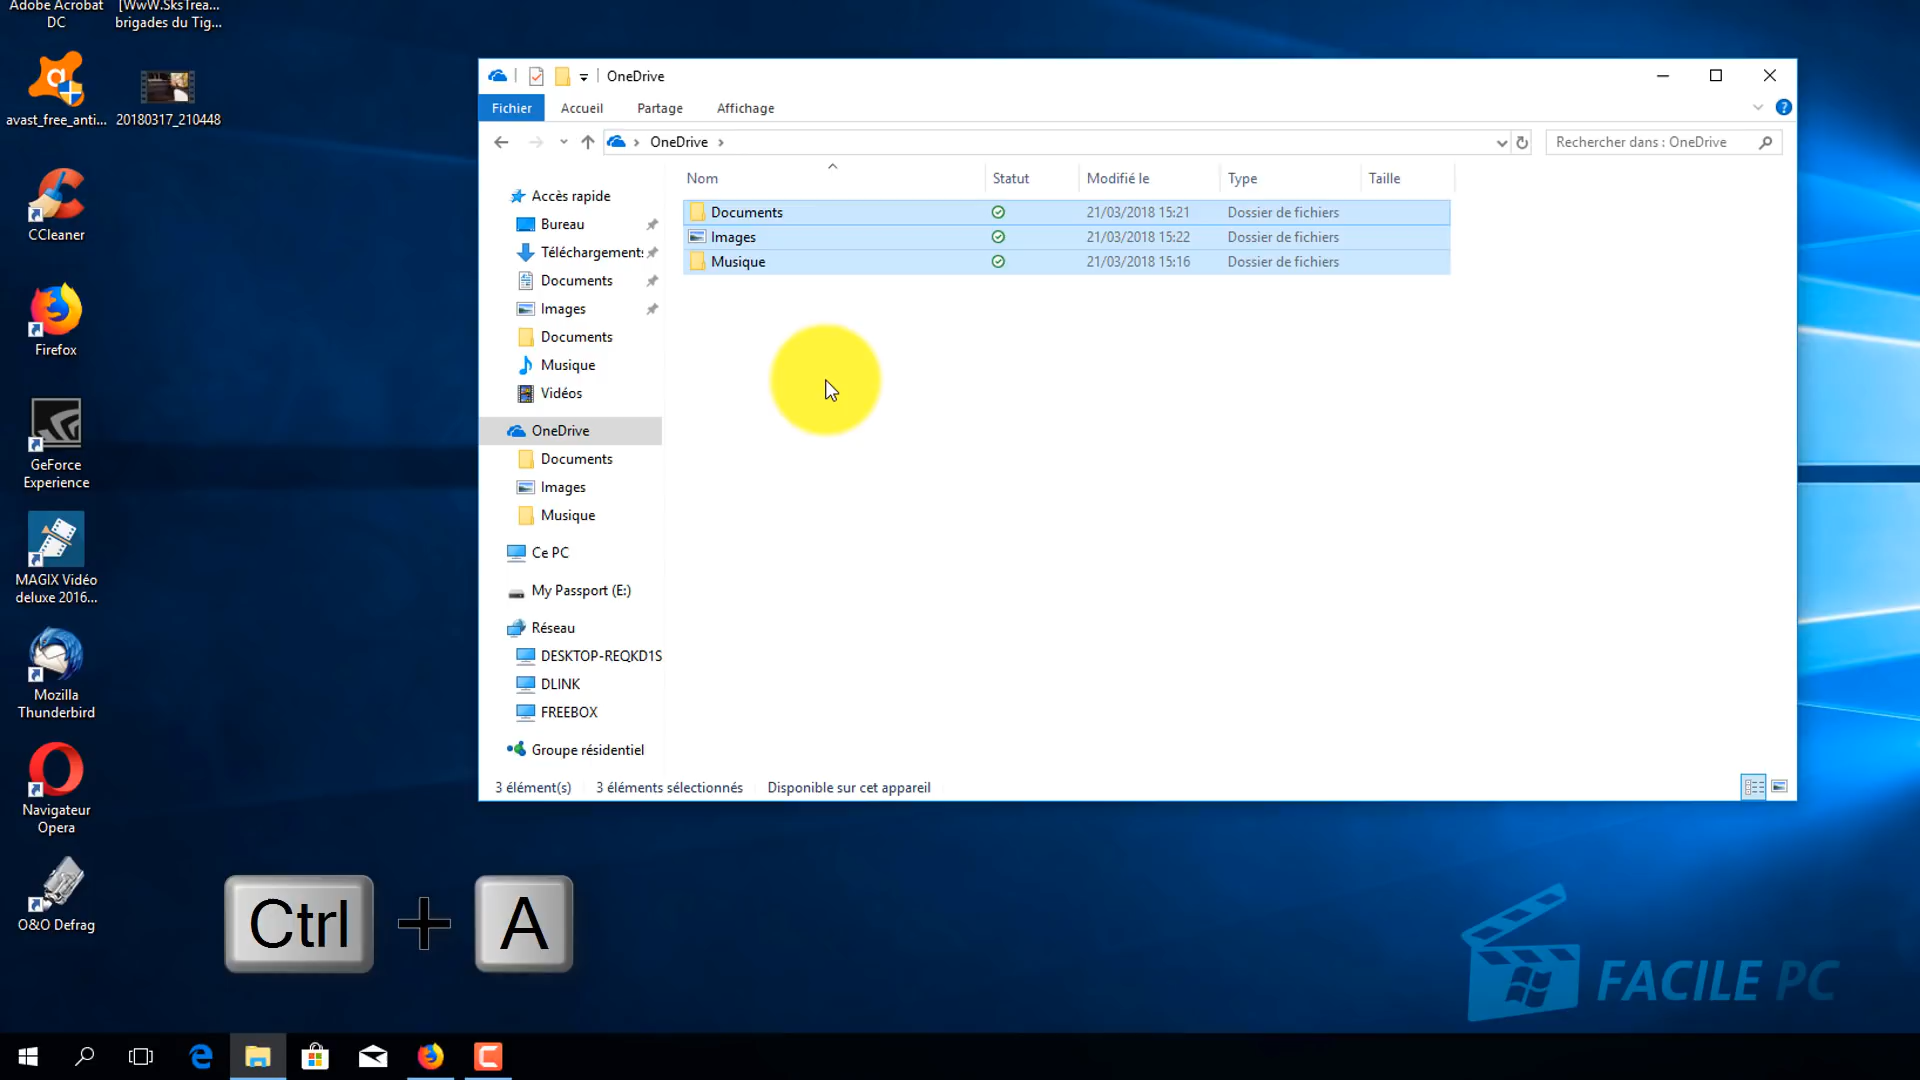 Adobe Acrobat
DC
[WwW.SksTrea...
brigades du Tig...
avast_free_anti...
20180317_210448
CCleaner
Firefox
GeForce
Experience
MAGIX Vidéo
deluxe 2016...
Mozilla
Thunderbird
Navigateur
Opera
O&O Defrag
OneDrive
Fichier Accueil Partage Affichage
OneDrive
Rechercher dans : OneDrive
Nom Statut Modifié le Type Taille
Documents 21/03/2018 15:21 Dossier de fichiers
Images 21/03/2018 15:22 Dossier de fichiers
Musique 21/03/2018 15:16 Dossier de fichiers
Accès rapide
Bureau
Téléchargement:
Documents
Images
Documents
Musique
Vidéos
OneDrive
Documents
Images
Musique
Ce PC
My Passport (E:)
Réseau
DESKTOP-REQKD1S
DLINK
FREEBOX
Groupe résidentiel
3 élément(s) 3 éléments sélectionnés Disponible sur cet appareil
Ctrl + A
FACILE PC